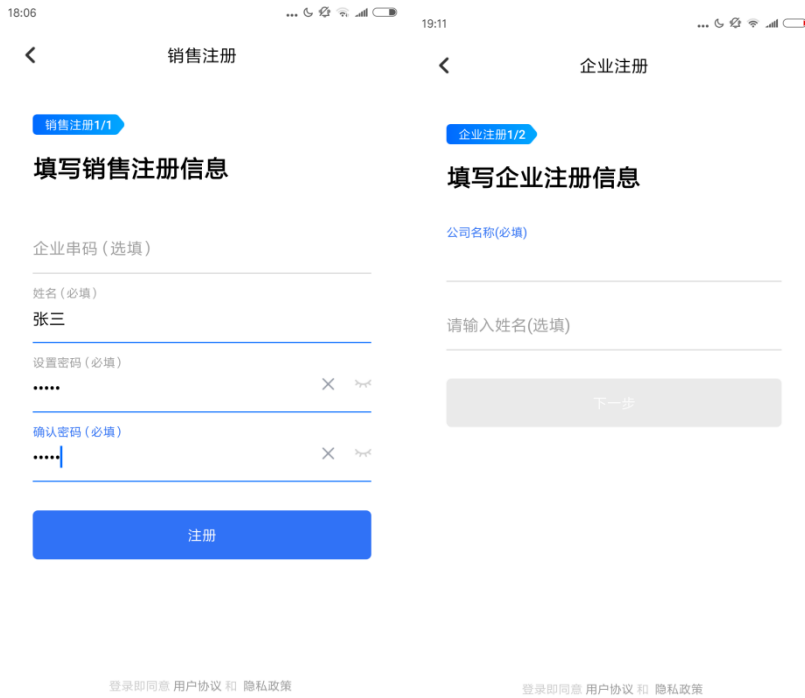 18:06
销售注册
销售注册1/1
填写销售注册信息
企业串码(选填)
姓名(必填)
张三
设置密码(必填)
•••••
确认密码(必填)
•••••
注册
登录即同意 用户协议 和 隐私政策
19:11
企业注册
企业注册1/2
填写企业注册信息
公司名称(必填)
请输入姓名(选填)
下一步
登录即同意 用户协议 和 隐私政策